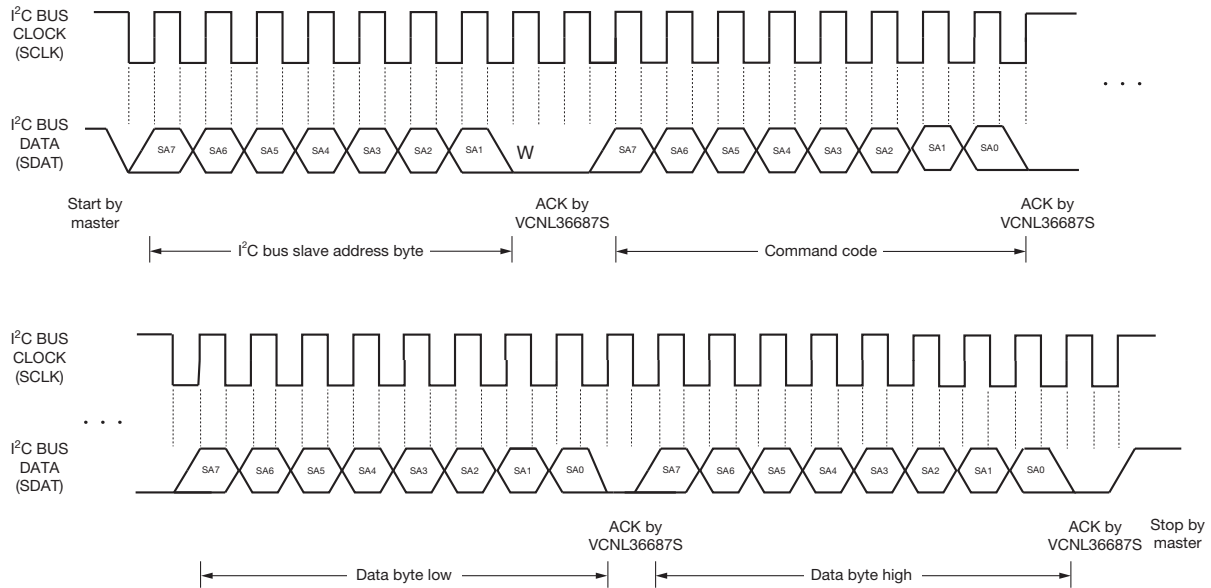 I²C BUS
CLOCK
(SCLK)
. . .
I²C BUS
DATA
(SDAT)
SA7 SA6 SA5 SA4 SA3 SA2 SA1 W SA7 SA6 SA5 SA4 SA3 SA2 SA1 SA0
Start by
master
ACK by
VCNL36687S
ACK by
VCNL36687S
I²C bus slave address byte
Command code
I²C BUS
CLOCK
(SCLK)
. . .
I²C BUS
DATA
(SDAT)
SA7 SA6 SA5 SA4 SA3 SA2 SA1 SA0 SA7 SA6 SA5 SA4 SA3 SA2 SA1 SA0
ACK by
VCNL36687S
ACK by
VCNL36687S
Stop by
master
Data byte low
Data byte high